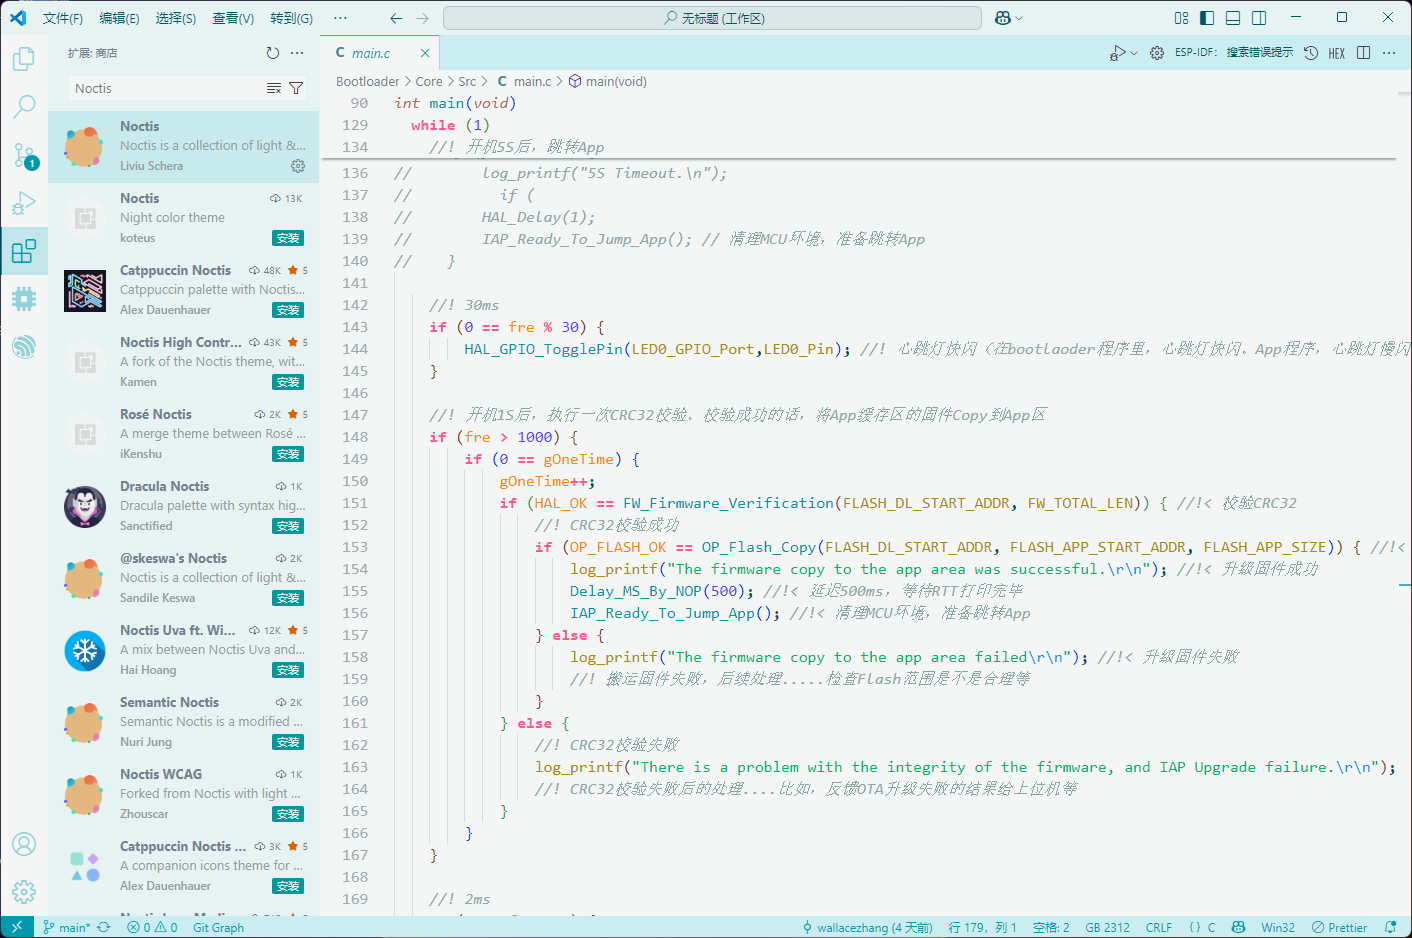 文件(F) 编辑(E) 选择(S) 查看(V) 转到(G) ··· 无标题 (工作区)
扩展: 商店
Noctis
Noctis
Noctis is a collection of light &...
Liviu Schera
Noctis 13K
Night color theme
koteus 安装
Catppuccin Noctis 48K 5
Catppuccin palette with Noctis...
Alex Dauenhauer 安装
Noctis High Contr... 43K 5
A fork of the Noctis theme, wit...
Kamen 安装
Rosé Noctis 2K 5
A merge theme between Rosé ...
iKenshu 安装
Dracula Noctis 1K
Dracula palette with syntax hig...
Sanctified 安装
@skeswa's Noctis 2K
Noctis is a collection of light &...
Sandile Keswa 安装
Noctis Uva ft. Wi... 12K 5
A mix between Noctis Uva and...
Hai Hoang 安装
Semantic Noctis 2K
Semantic Noctis is a modified ...
Nuri Jung 安装
Noctis WCAG 1K
Forked from Noctis with light ...
Zhouscar 安装
Catppuccin Noctis ... 3K 5
A companion icons theme for ...
Alex Dauenhauer 安装
1
C main.c
ESP-IDF: 搜索错误提示 HEX
Bootloader > Core > Src > C main.c > main(void)
90 int main(void)
129 while (1)
134 //! 开机5S后，跳转App
136 // log_printf("5S Timeout.\n");
137 // if (
138 // HAL_Delay(1);
139 // IAP_Ready_To_Jump_App(); // 清理MCU环境，准备跳转App
140 // }
141
142 //! 30ms
143 if (0 == fre % 30) {
144 HAL_GPIO_TogglePin(LED0_GPIO_Port,LED0_Pin); //! 心跳灯快闪（在bootlaoder程序里，心跳灯快闪。App程序，心跳灯慢闪
145 }
146
147 //! 开机1S后，执行一次CRC32校验。校验成功的话，将App缓存区的固件Copy到App区
148 if (fre > 1000) {
149 if (0 == gOneTime) {
150 gOneTime++;
151 if (HAL_OK == FW_Firmware_Verification(FLASH_DL_START_ADDR, FW_TOTAL_LEN)) { //!< 校验CRC32
152 //! CRC32校验成功
153 if (OP_FLASH_OK == OP_Flash_Copy(FLASH_DL_START_ADDR, FLASH_APP_START_ADDR, FLASH_APP_SIZE)) { //!<
154 log_printf("The firmware copy to the app area was successful.\r\n"); //!< 升级固件成功
155 Delay_MS_By_NOP(500); //!< 延迟500ms，等待RTT打印完毕
156 IAP_Ready_To_Jump_App(); //!< 清理MCU环境，准备跳转App
157 } else {
158 log_printf("The firmware copy to the app area failed\r\n"); //!< 升级固件失败
159 //! 搬运固件失败，后续处理.....检查Flash范围是不是合理等
160 }
161 } else {
162 //! CRC32校验失败
163 log_printf("There is a problem with the integrity of the firmware, and IAP Upgrade failure.\r\n");
164 //! CRC32校验失败后的处理....比如，反馈OTA升级失败的结果给上位机等
165 }
166 }
167 }
168
169 //! 2ms
main* 0 0 Git Graph wallacezhang (4 天前) 行 179，列 1 空格: 2 GB 2312 CRLF {} C Win32 Prettier